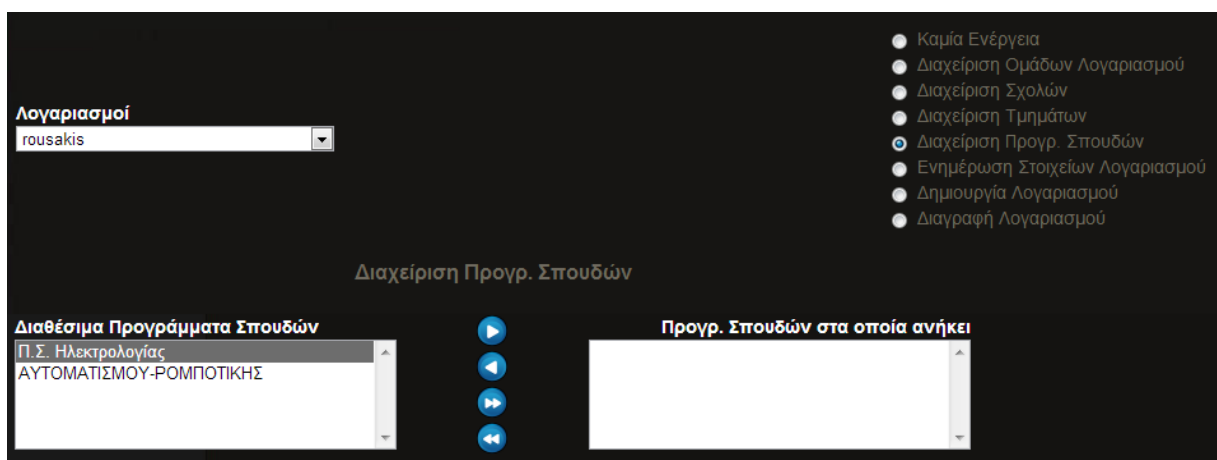 Καμία Ενέργεια
Διαχείριση Ομάδων Λογαριασμού
Διαχείριση Σχολών
Διαχείριση Τμημάτων
Διαχείριση Προγρ. Σπουδών
Ενημέρωση Στοιχείων Λογαριασμού
Δημιουργία Λογαριασμού
Διαγραφή Λογαριασμού
Λογαριασμοί
rousakis
Διαχείριση Προγρ. Σπουδών
Διαθέσιμα Προγράμματα Σπουδών
Π.Σ. Ηλεκτρολογίας
ΑΥΤΟΜΑΤΙΣΜΟΥ-ΡΟΜΠΟΤΙΚΗΣ
Προγρ. Σπουδών στα οποία ανήκει